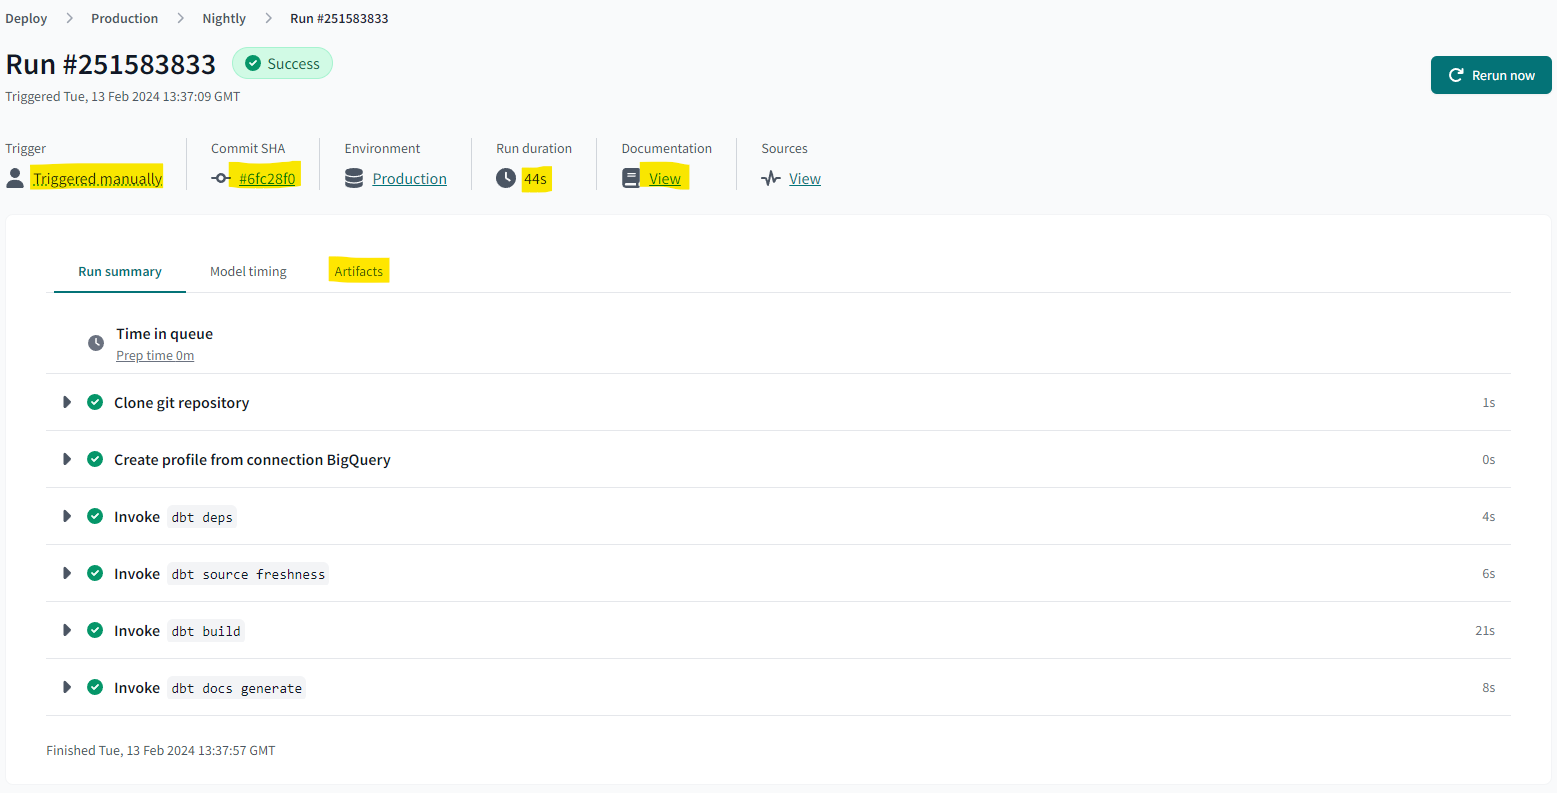 Deploy Production Nightly Run #251583833
Run #251583833 Success
Rerun now
Triggered Tue, 13 Feb 2024 13:37:09 GMT
Trigger Commit SHA Environment Run duration Documentation Sources
Triggered manually #6fc28f0 Production 44s View View
Run summary Model timing Artifacts
Time in queue
Prep time 0m
Clone git repository 1s
Create profile from connection BigQuery 0s
Invoke dbt deps 4s
Invoke dbt source freshness 6s
Invoke dbt build 21s
Invoke dbt docs generate 8s
Finished Tue, 13 Feb 2024 13:37:57 GMT